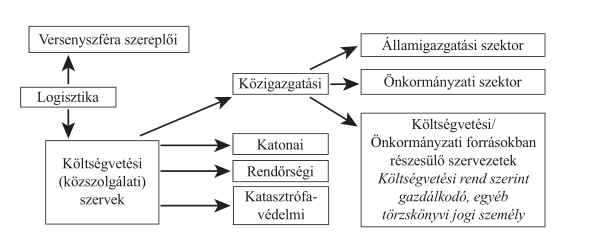 Versenyszféra szereplői
Logisztika
Költségvetési
(közszolgálati)
szervek
Közigazgatási
Katonai
Rendőrségi
Katasztrófa-
védelmi
Államigazgatási szektor
Önkormányzati szektor
Költségvetési/
Önkormányzati forrásokban
részesülő szervezetek
Költségvetési rend szerint
gazdálkodó, egyéb
törzskönyvi jogi személy